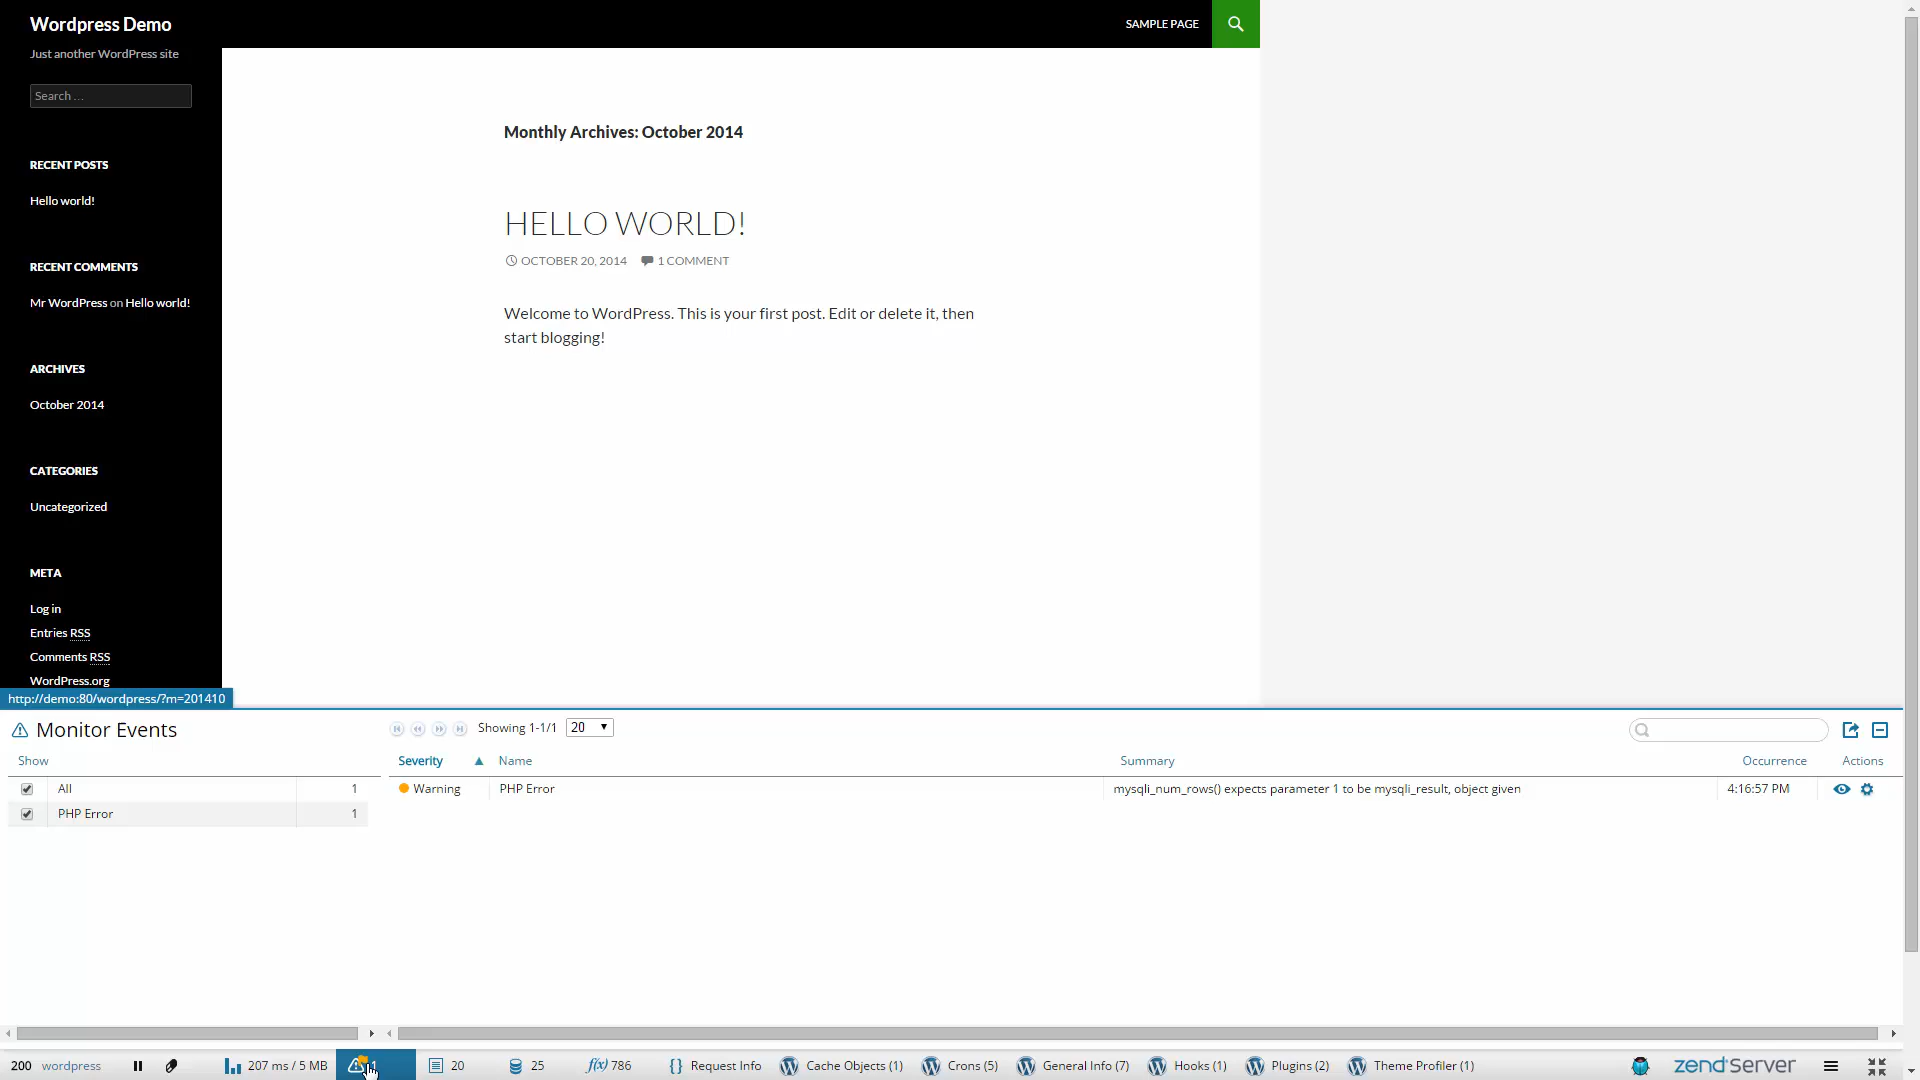 Wordpress Demo
SAMPLE PAGE
Just another WordPress site
Search ...
RECENT POSTS
Hello world!
RECENT COMMENTS
Mr WordPress on Hello world!
ARCHIVES
October 2014
CATEGORIES
Uncategorized
META
Log in
Entries RSS
Comments RSS
WordPress.org
Monthly Archives: October 2014
HELLO WORLD!
OCTOBER 20, 2014 1 COMMENT
Welcome to WordPress. This is your first post. Edit or delete it, then
start blogging!
http://demo:80/wordpress/?m=201410
Monitor Events
Showing 1-1/1 20
Show
All 1
PHP Error 1
Severity Name Summary Occurrence Actions
Warning PHP Error mysqli_num_rows() expects parameter 1 to be mysqli_result, object given 4:16:57 PM
200 wordpress 207 ms / 5 MB 20 25 f(x) 786 {} Request Info Cache Objects (1) Crons (5) General Info (7) Hooks (1) Plugins (2) Theme Profiler (1) zend Server